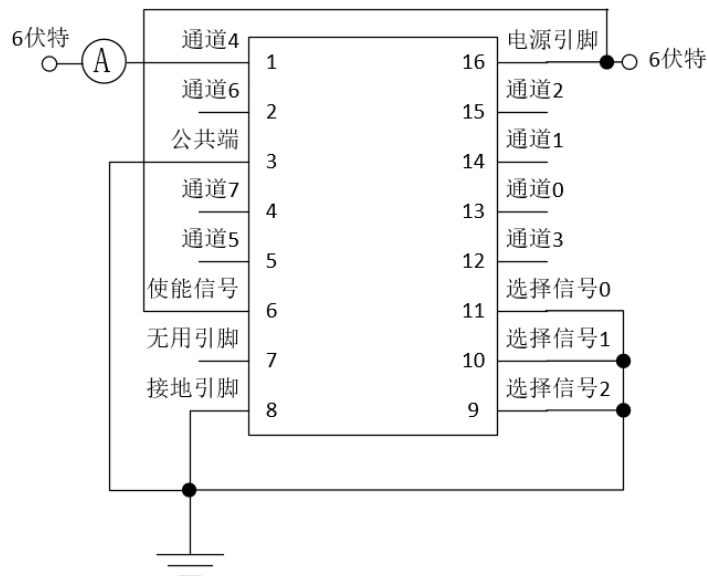 6伏特
A
通道4
1
16
电源引脚
6伏特
通道6
2
15
通道2
公共端
3
14
通道1
通道7
4
13
通道0
通道5
5
12
通道3
使能信号
6
11
选择信号0
无用引脚
7
10
选择信号1
接地引脚
8
9
选择信号2